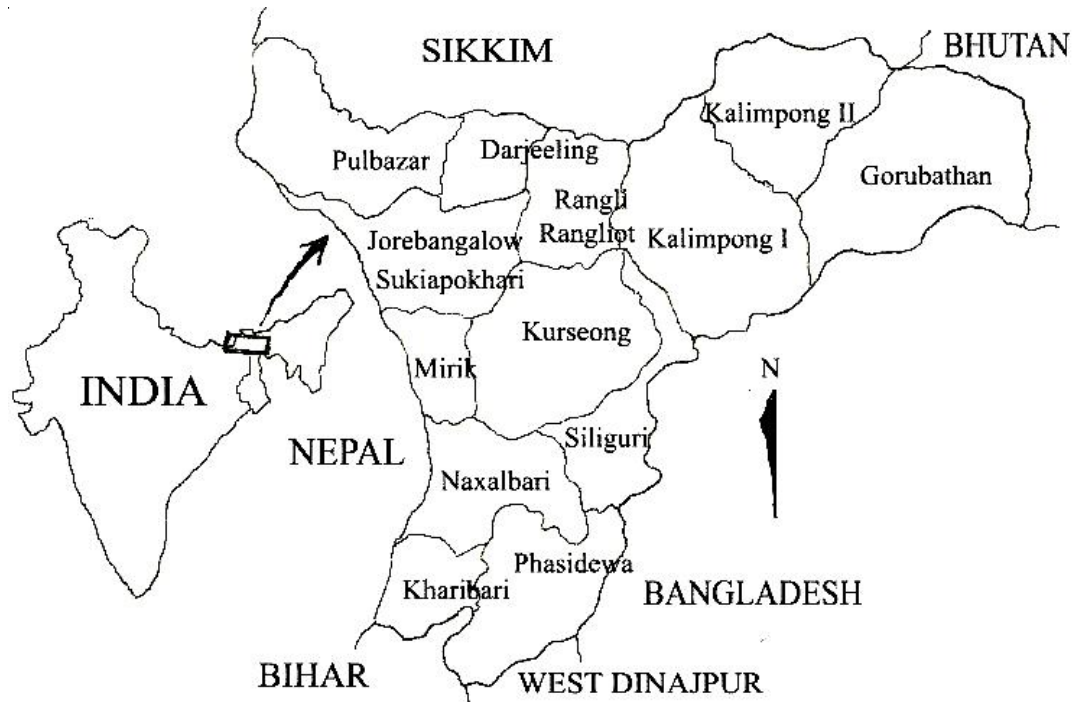 SIKKIM
BHUTAN
Kalimpong II
Pulbazar
Darjeeling
Gorubathan
Rangli
Rangliot
Jorebangalow
Sukiapokhari
Kalimpong I
Kurseong
Mirik
N
INDIA
NEPAL
Siliguri
Naxalbari
Phasidewa
Kharibari
BANGLADESH
BIHAR
WEST DINAJPUR